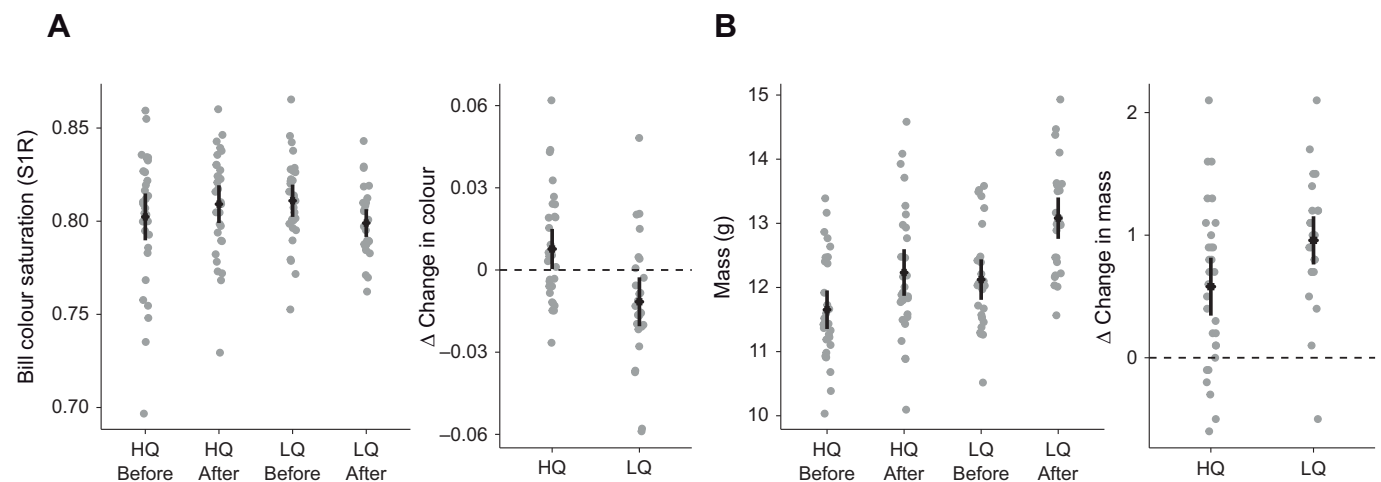 A
B
Bill colour saturation (S1R)
0.85
0.80
0.75
0.70
HQ Before
HQ After
LQ Before
LQ After
Δ Change in colour
0.06
0.03
0
–0.03
–0.06
HQ
LQ
Mass (g)
15
14
13
12
11
10
HQ Before
HQ After
LQ Before
LQ After
Δ Change in mass
2
1
0
HQ
LQ